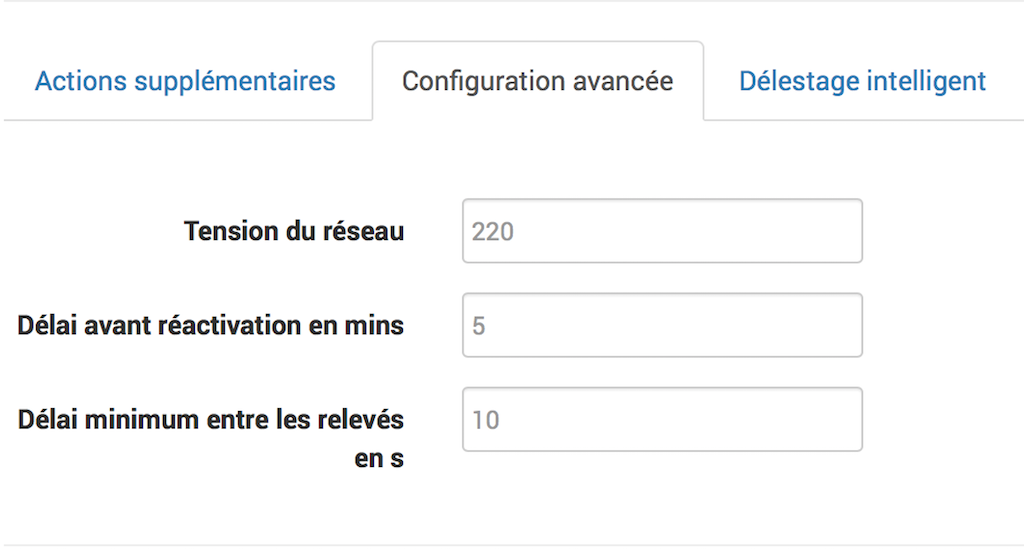 Actions supplémentaires
Configuration avancée
Délestage intelligent
Tension du réseau
220
Délai avant réactivation en mins
5
Délai minimum entre les relevés
en s
10